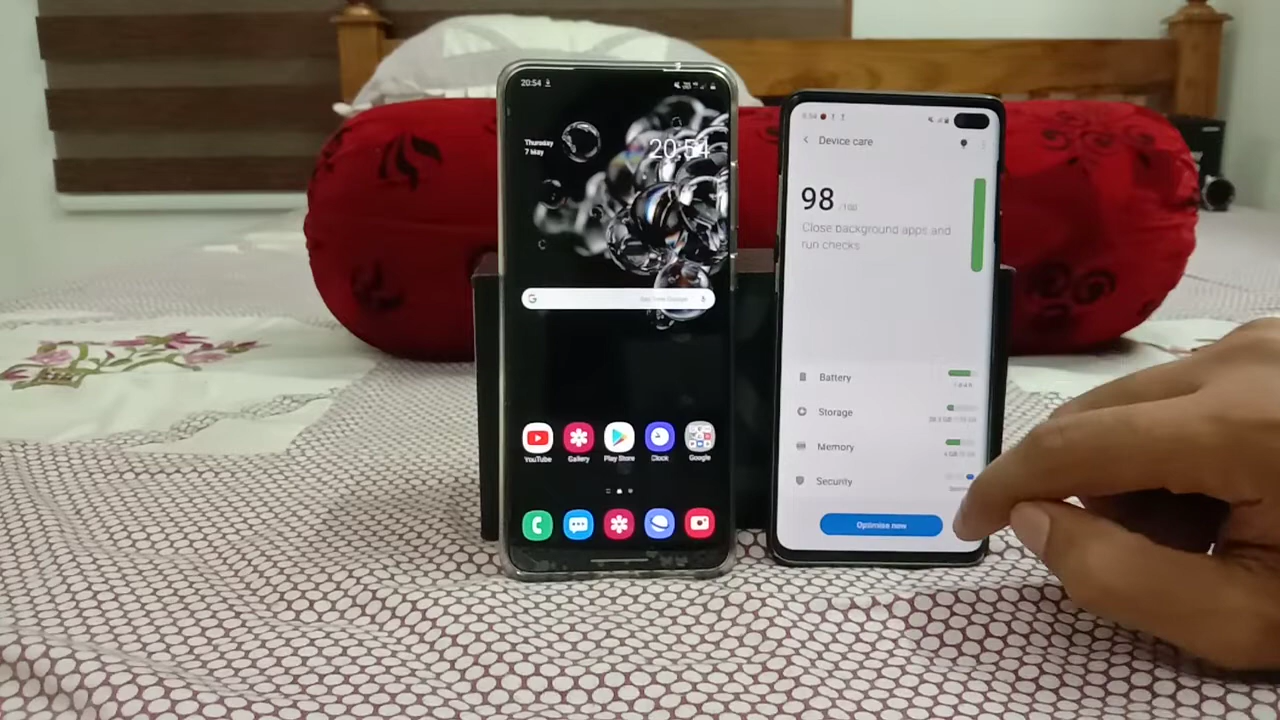 20:54
Thursday
7 May
20:54
YouTube
Gallery
Play Store
Clock
Google
Device care
98 /100
Close background apps and
run checks
Battery
Storage
Memory
Security
Optimise now